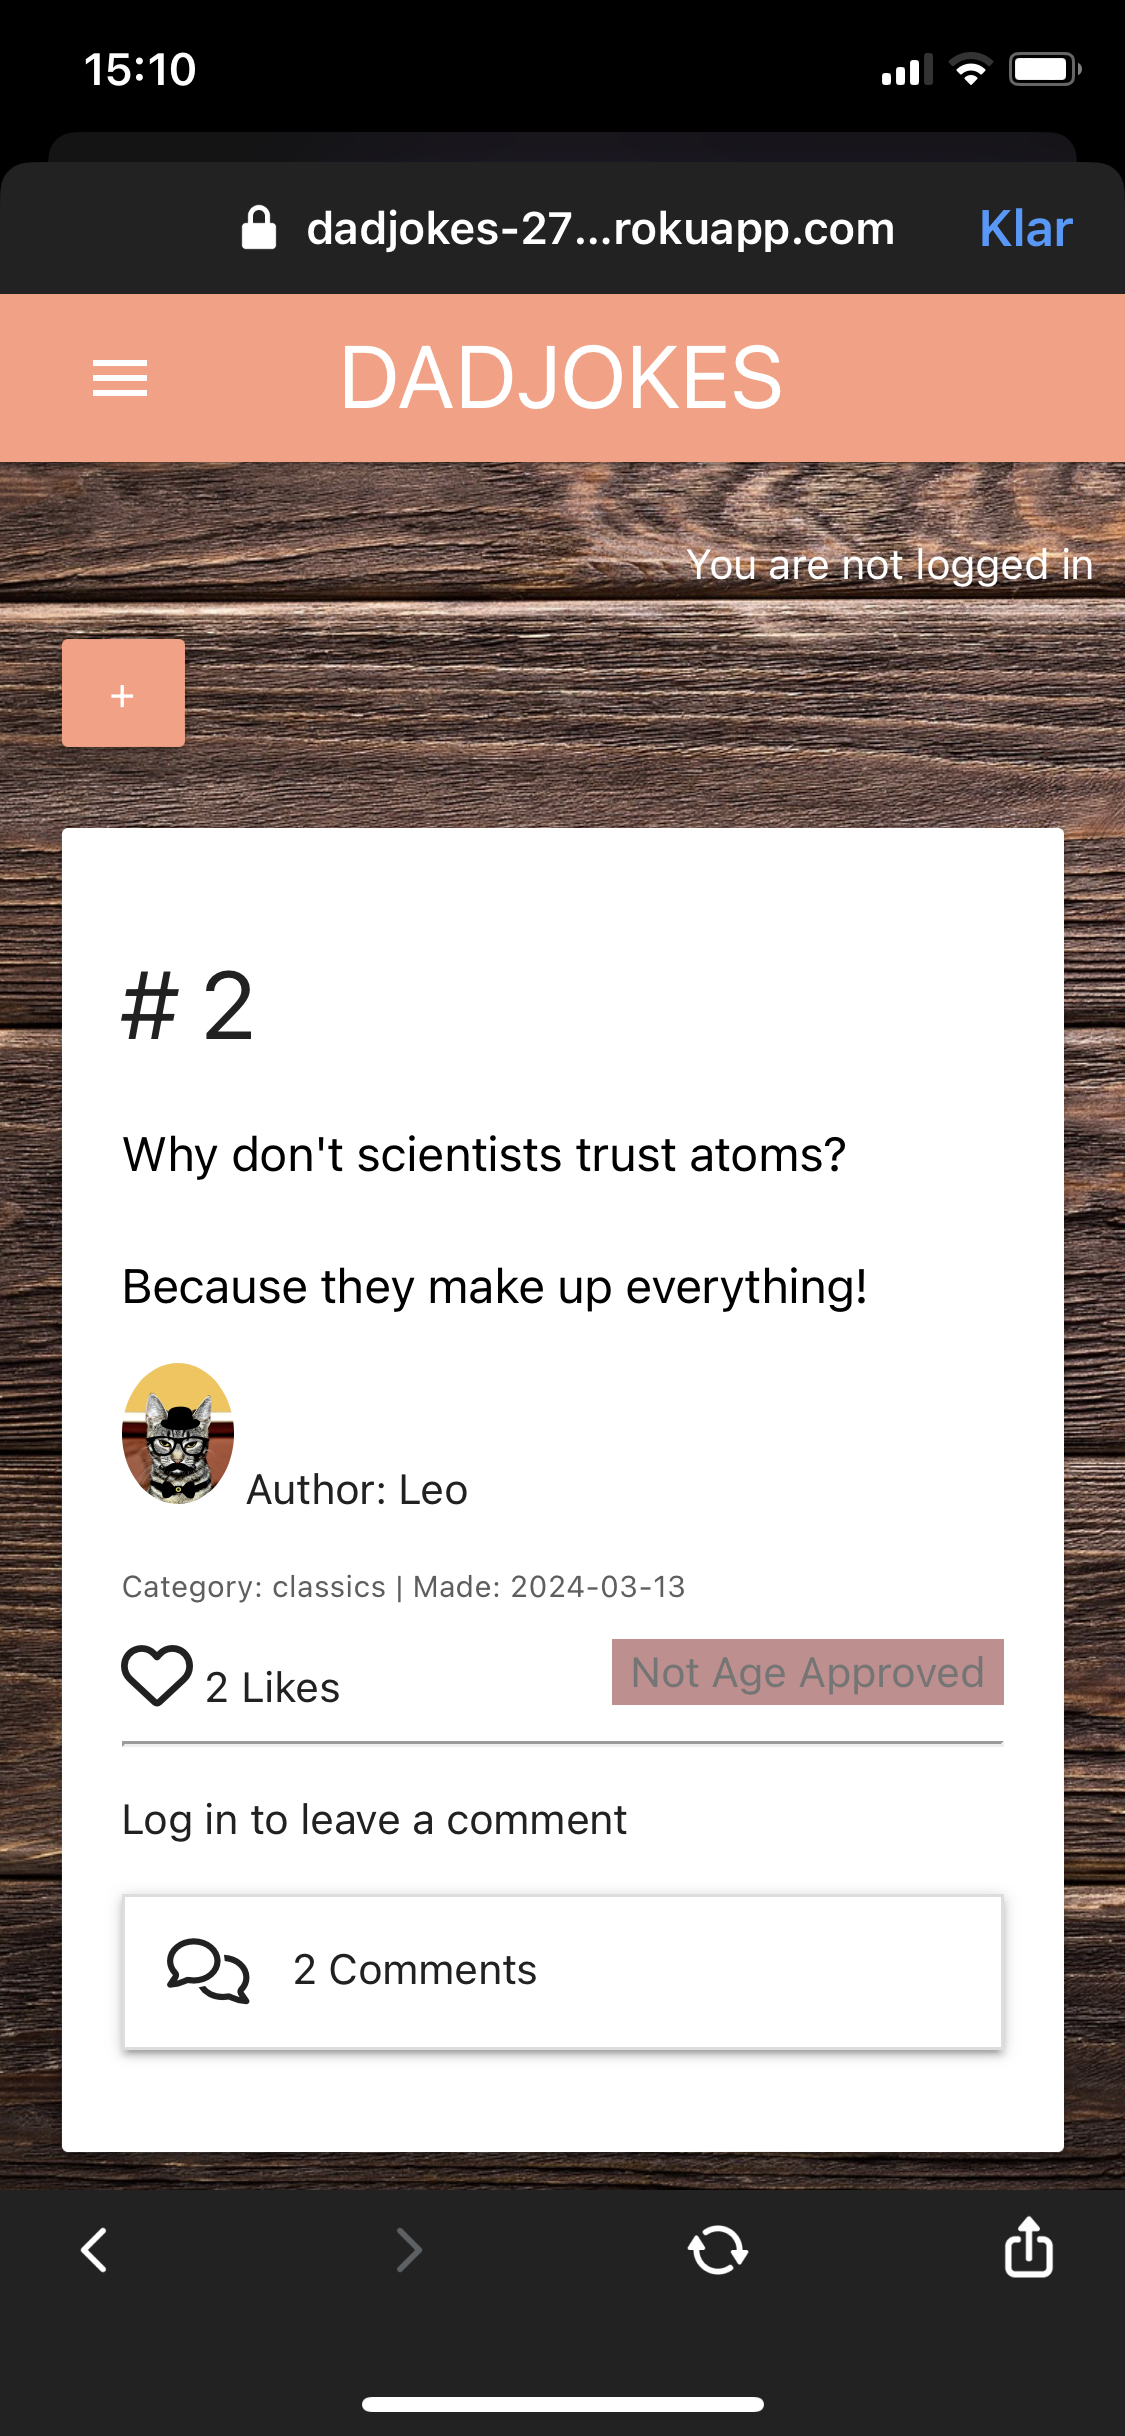 15:10
dadjokes-27...rokuapp.com
Klar
DADJOKES
You are not logged in
+
# 2
Why don't scientists trust atoms?
Because they make up everything!
Author: Leo
Category: classics | Made: 2024-03-13
2 Likes
Not Age Approved
Log in to leave a comment
2 Comments